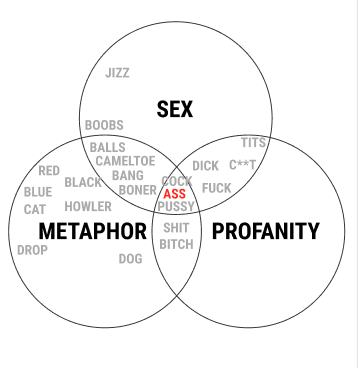 JIZZ
SEX
BOOBS
TITS
BALLS
CAMELTOE
DICK
C**T
RED
BANG
BLACK
COCK
BLUE
BONER
ASS
FUCK
CAT
HOWLER
PUSSY
METAPHOR
SHIT
PROFANITY
BITCH
DROP
DOG